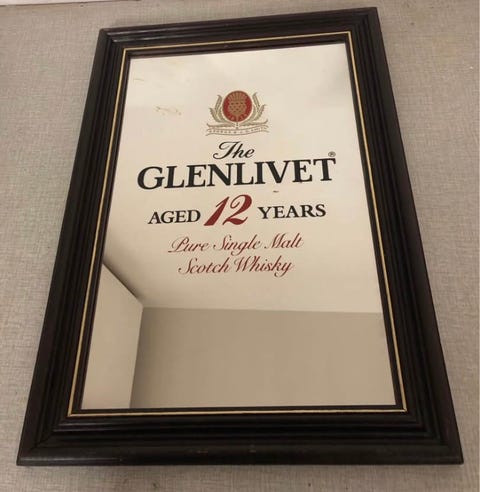 The
GLENLIVET®
AGED 12 YEARS
Pure Single Malt
Scotch Whisky